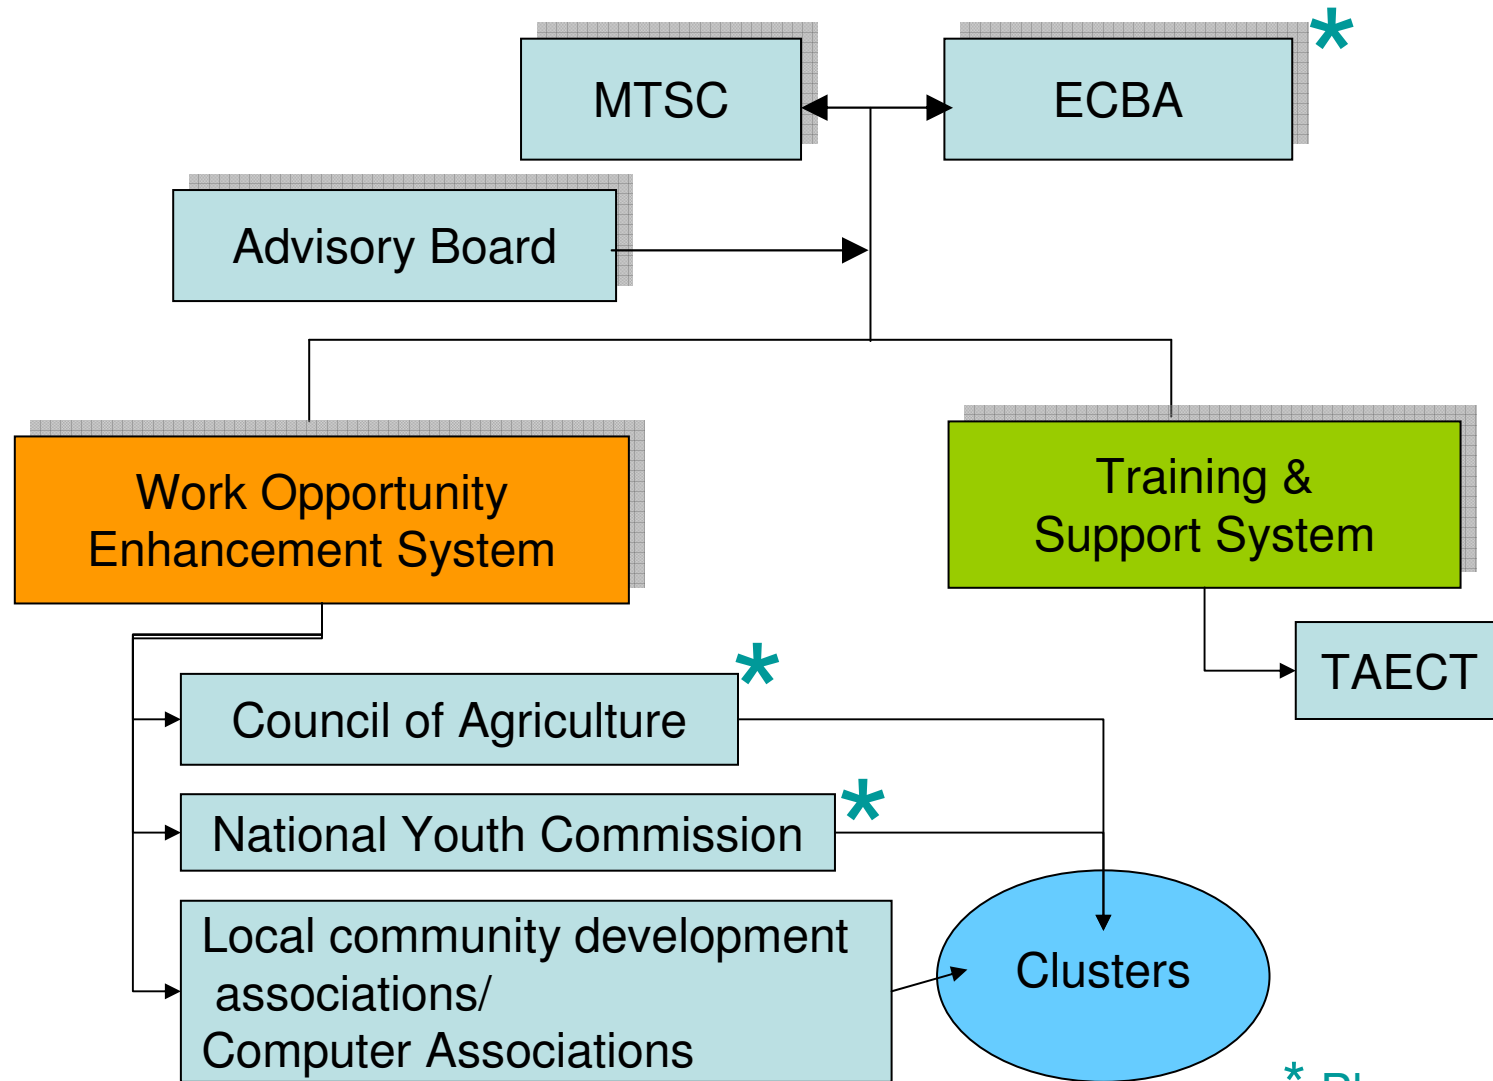 MTSC
ECBA
*
Advisory Board
Work Opportunity
Enhancement System
Training &
Support System
TAECT
*
Council of Agriculture
*
National Youth Commission
Local community development
associations/
Computer Associations
Clusters
*